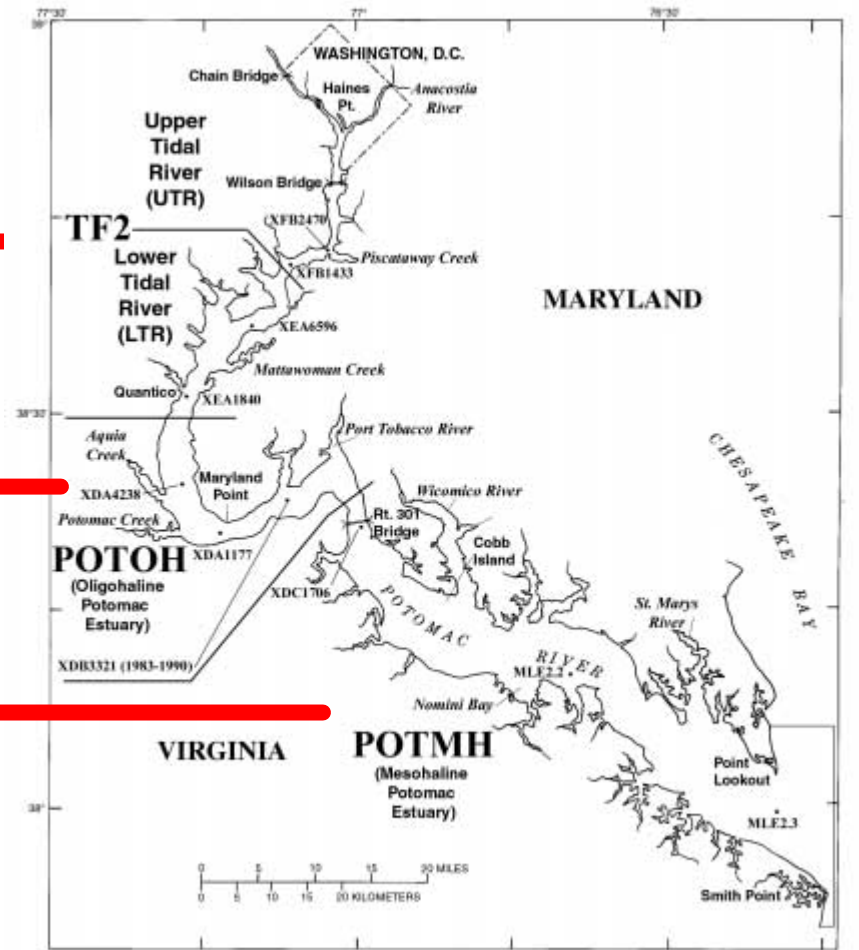 77°30'
77°
76°30'
39°
WASHINGTON, D.C.
Chain Bridge
Haines
Pt.
Anacostia
River
Upper
Tidal
River
(UTR)
Wilson Bridge
XFB2470
TF2
Piscataway Creek
XFB1433
Lower
Tidal
River
(LTR)
MARYLAND
XEA6596
Mattawoman Creek
Quantico
XEA1840
38°30'
Port Tobacco River
Aquia
Creek
CHESAPEAKE BAY
Maryland
Point
XDA4238
Wicomico River
Potomac Creek
Rt. 301
Bridge
XDA1177
Cobb
Island
POTOH
(Oligohaline
Potomac
Estuary)
XDC1706
POTOMAC RIVER
St. Marys
River
XDB3321 (1983-1990)
MLE2.2
Nomini Bay
VIRGINIA
POTMH
(Mesohaline
Potomac
Estuary)
Point
Lookout
38°
MLE2.3
0 5 10 15 20 MILES
0 5 10 15 20 KILOMETERS
Smith Point